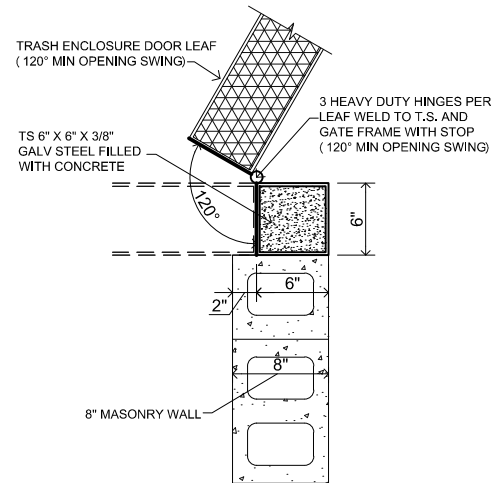 TRASH ENCLOSURE DOOR LEAF
( 120° MIN OPENING SWING)
3 HEAVY DUTY HINGES PER
LEAF WELD TO T.S. AND
GATE FRAME WITH STOP
( 120° MIN OPENING SWING)
TS 6" X 6" X 3/8"
GALV STEEL FILLED
WITH CONCRETE
120°
6"
6"
2"
8"
8" MASONRY WALL